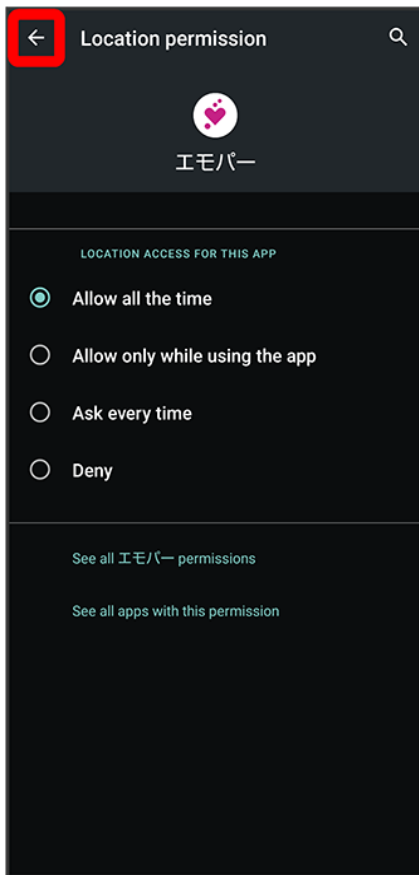 Location permission
エモパー
LOCATION ACCESS FOR THIS APP
Allow all the time
Allow only while using the app
Ask every time
Deny
See all エモパー permissions
See all apps with this permission